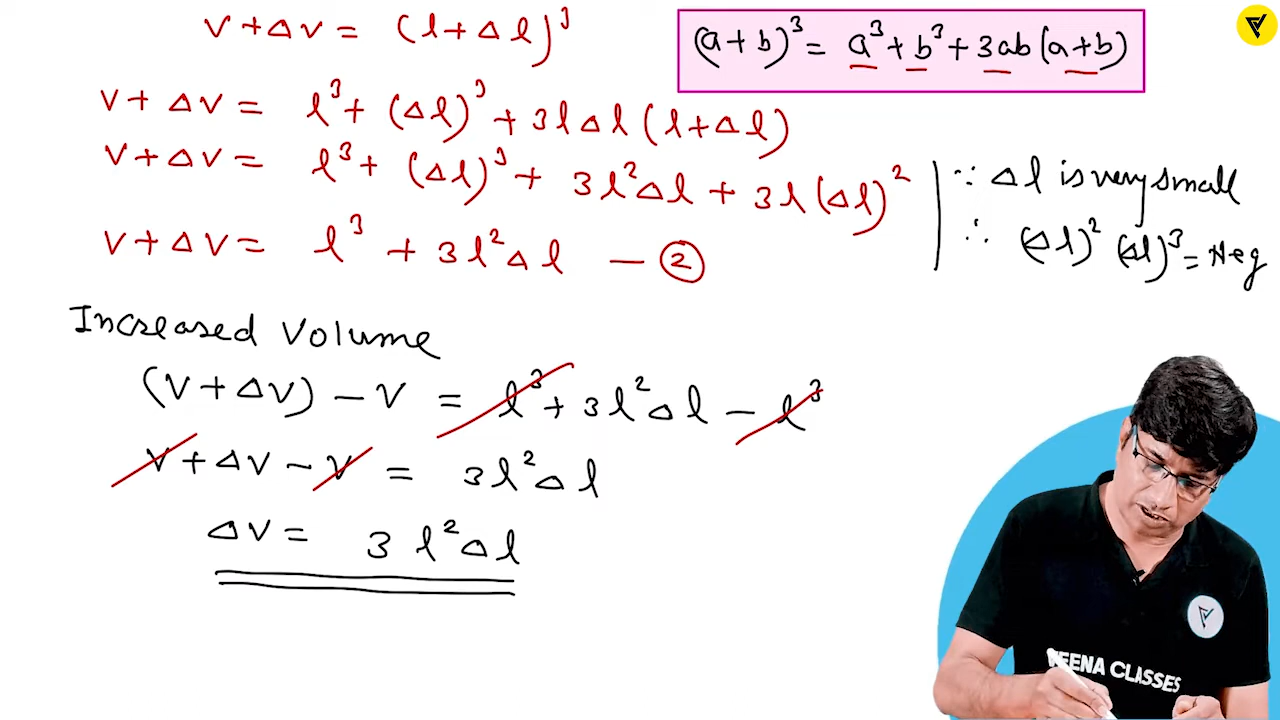 V + ΔV = (l + Δl)³
(a + b)³ = a³ + b³ + 3ab (a + b)
V + ΔV = l³ + (Δl)³ + 3lΔl (l + Δl)
V + ΔV = l³ + (Δl)³ + 3l²Δl + 3l (Δl)²
∵ Δl is very small
V + ΔV = l³ + 3l²Δl — ②
∴ (Δl)² (Δl)³ = Neg
Increased Volume
(V + ΔV) – V = l³ + 3l²Δl – l³
V + ΔV – V = 3l²Δl
ΔV = 3 l²Δl
VEENA CLASSES